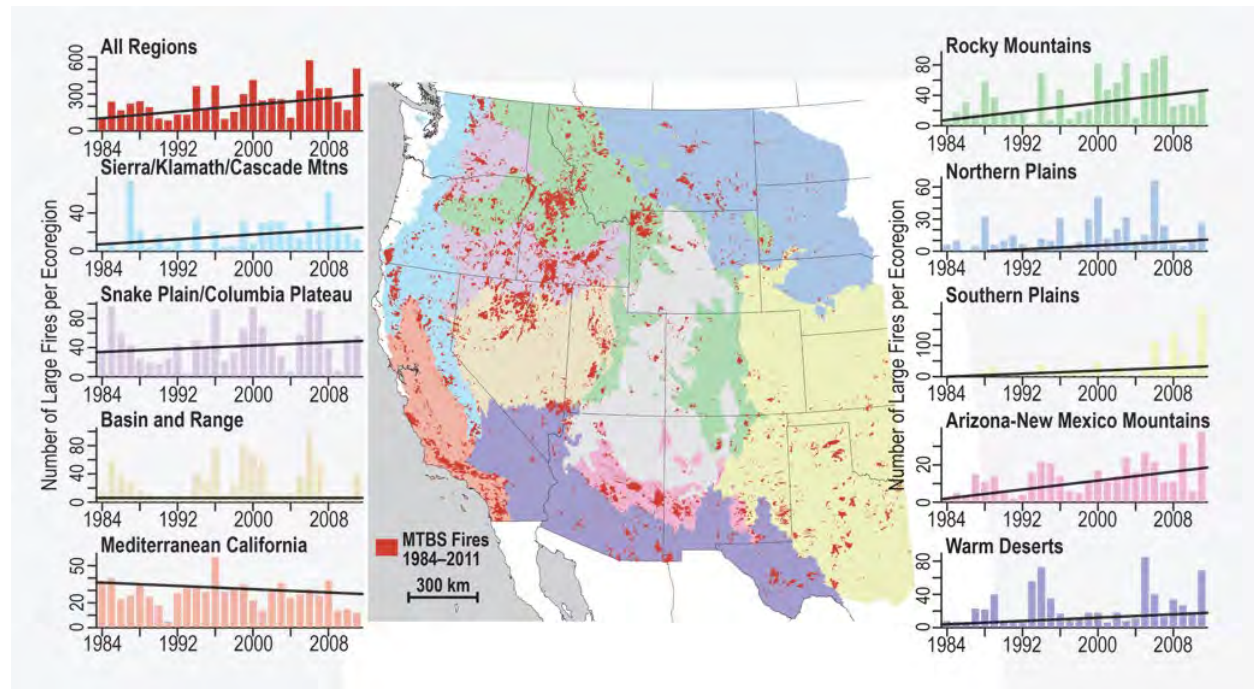 Number of Large Fires per Ecoregion
All Regions
600
300
0
1984 1992 2000 2008
Sierra/Klamath/Cascade Mtns
40
0
1984 1992 2000 2008
Snake Plain/Columbia Plateau
80
40
0
1984 1992 2000 2008
Basin and Range
80
40
0
1984 1992 2000 2008
Mediterranean California
50
20
0
1984 1992 2000 2008
MTBS Fires
1984–2011
300 km
Number of Large Fires per Ecoregion
Rocky Mountains
80
40
0
1984 1992 2000 2008
Northern Plains
60
30
0
1984 1992 2000 2008
Southern Plains
100
0
1984 1992 2000 2008
Arizona-New Mexico Mountains
20
0
1984 1992 2000 2008
Warm Deserts
80
40
0
1984 1992 2000 2008